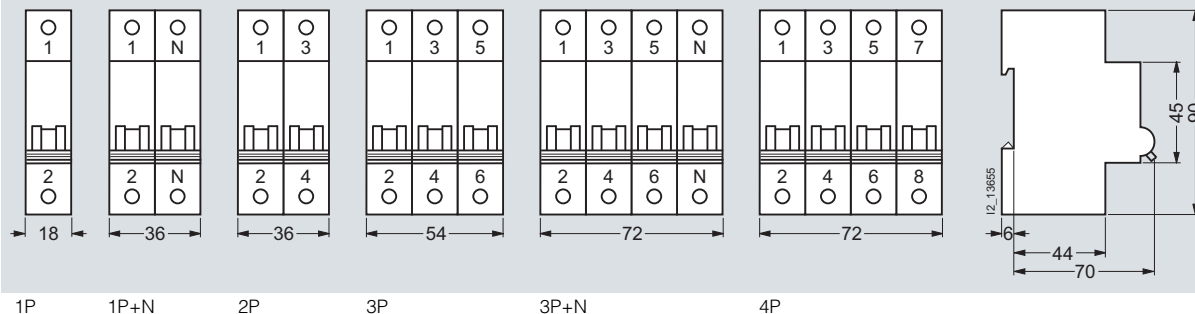 1 1 N 1 3 1 3 5 1 3 5 N 1 3 5 7
45
2 2 N 2 4 2 4 6 2 4 6 N 2 4 6 8
I2_13655
18 36 36 54 72 72 6
44
70
1P 1P+N 2P 3P 3P+N 4P